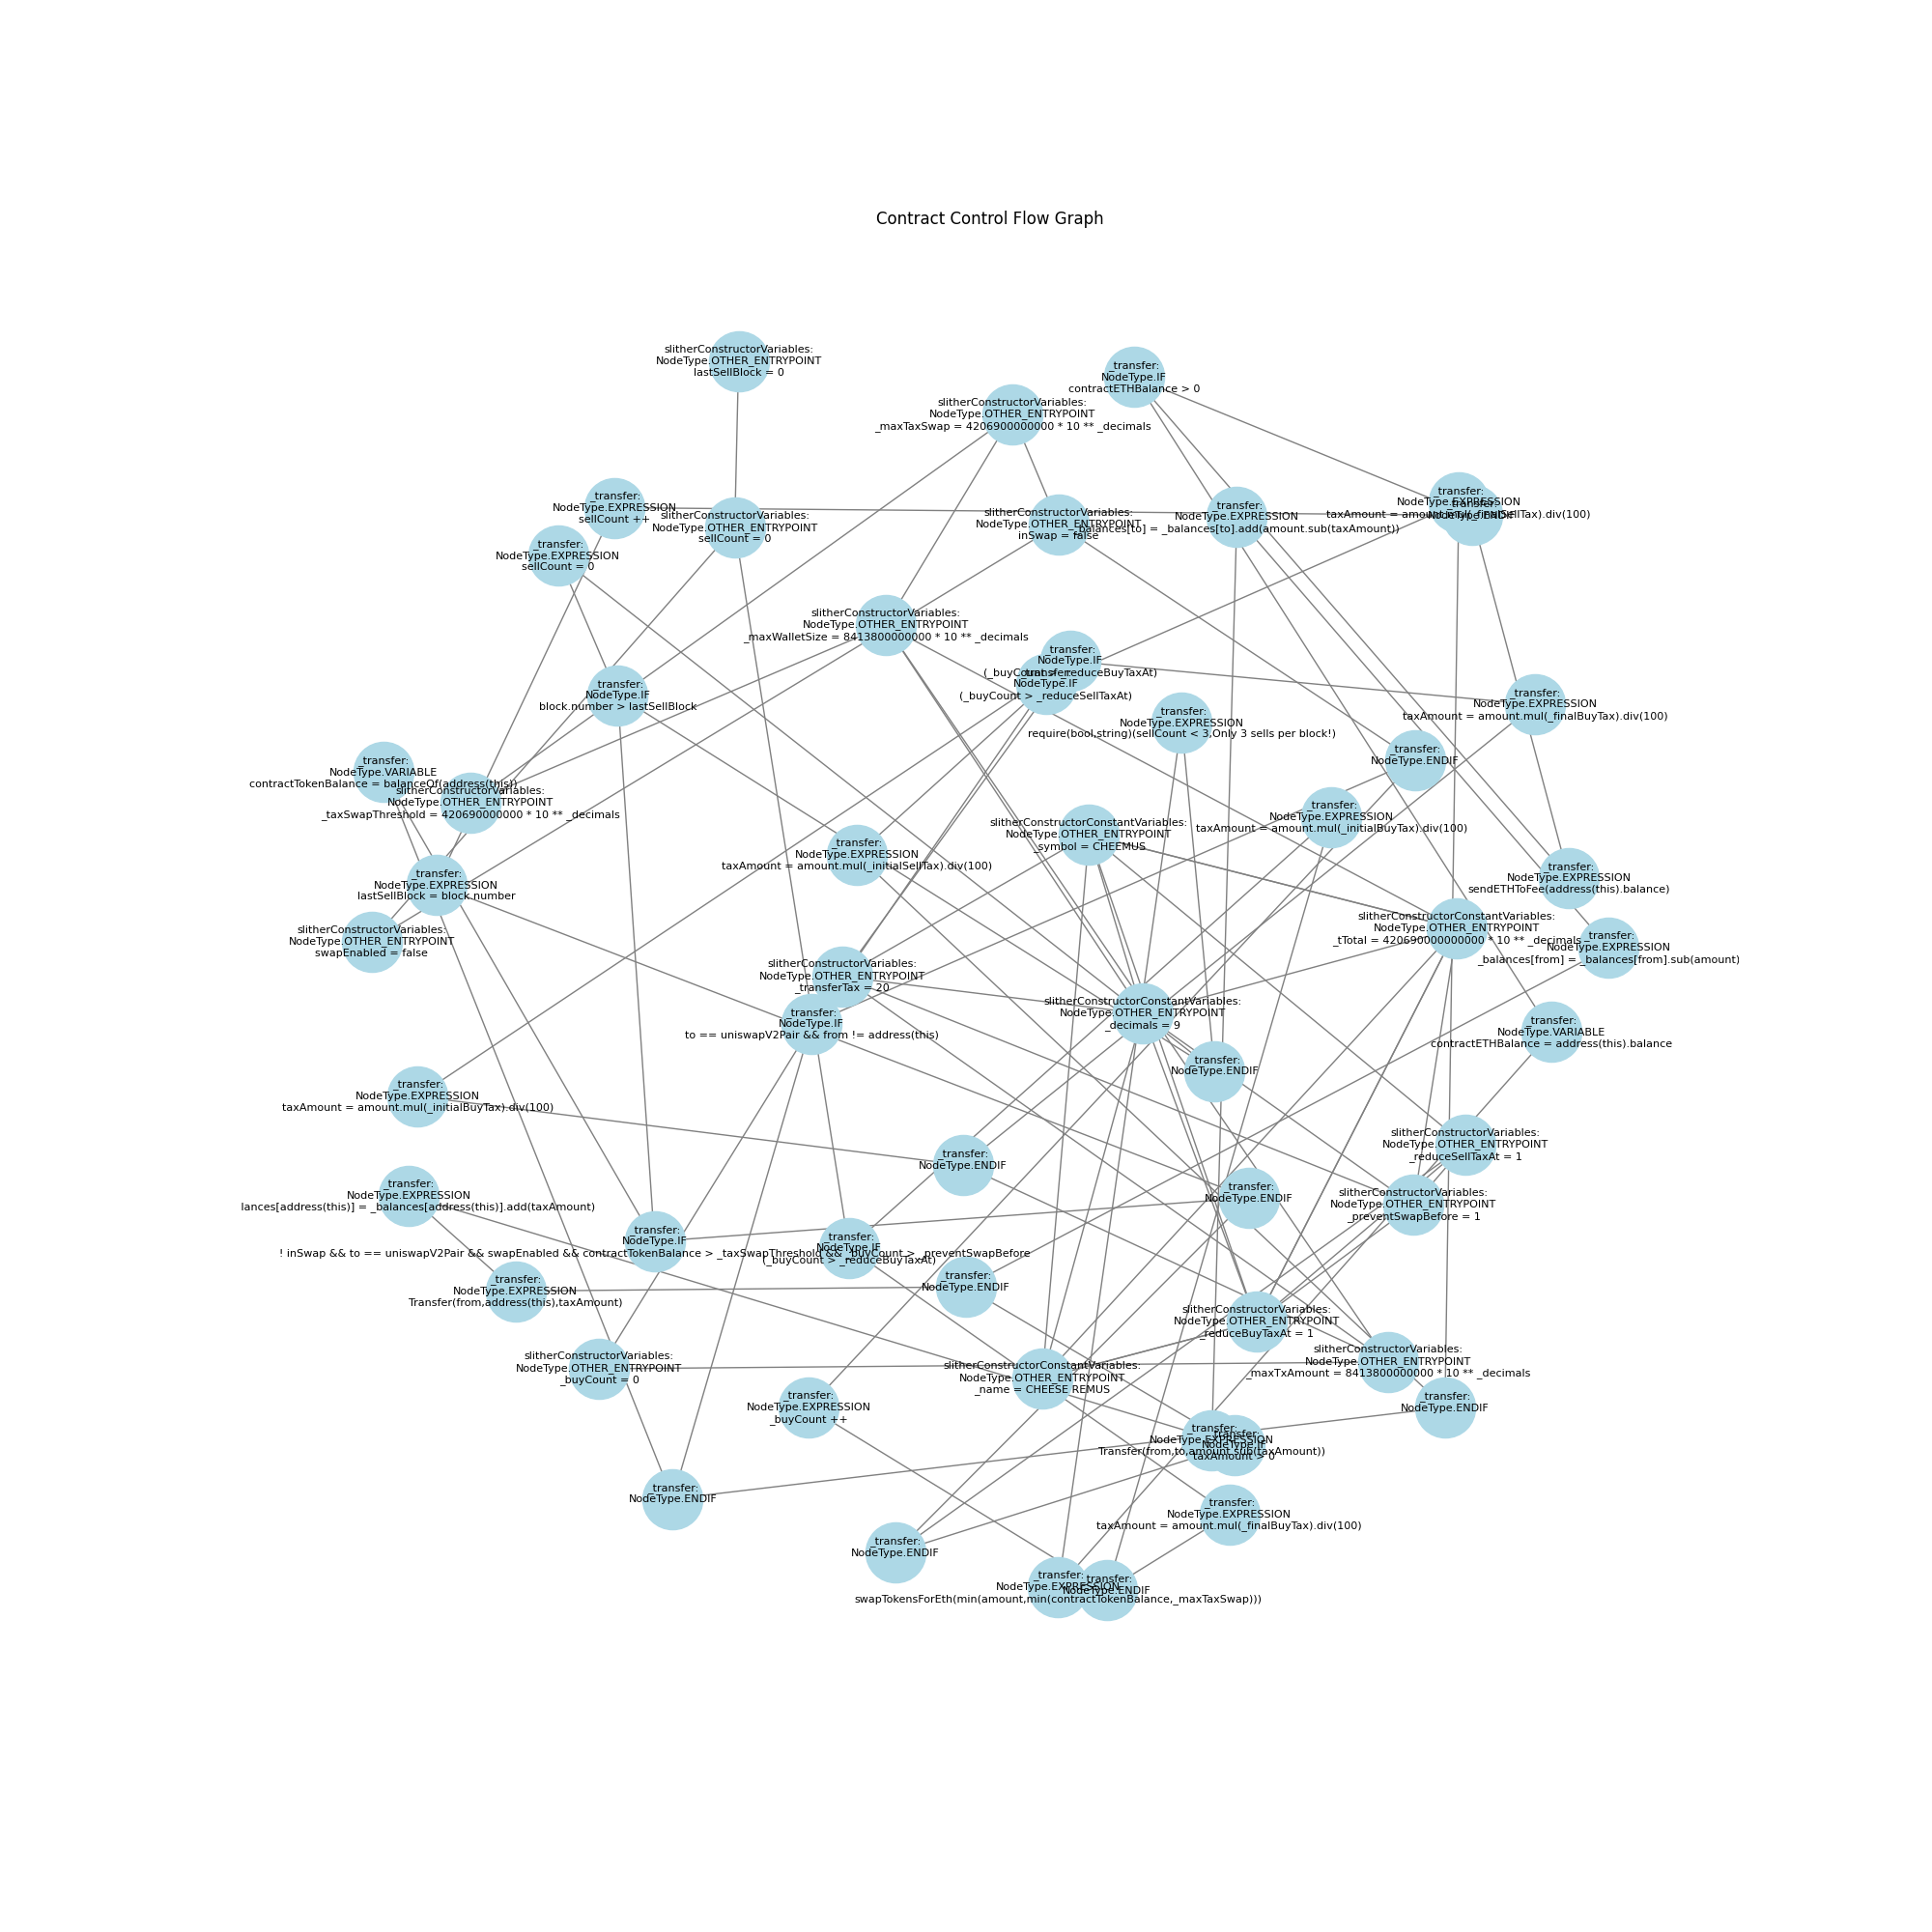 Contract Control Flow Graph
slitherConstructorVariables:
NodeType.OTHER_ENTRYPOINT
lastSellBlock = 0
_transfer:
NodeType.IF
contractETHBalance > 0
slitherConstructorVariables:
NodeType.OTHER_ENTRYPOINT
_maxTaxSwap = 4206900000000 * 10 ** _decimals
_transfer:
NodeType.EXPRESSION
sellCount ++
slitherConstructorVariables:
NodeType.OTHER_ENTRYPOINT
sellCount = 0
slitherConstructorVariables:
NodeType.OTHER_ENTRYPOINT
inSwap = false
_transfer:
NodeType.EXPRESSION
_balances[to] = _balances[to].add(amount.sub(taxAmount))
_transfer:
NodeType.EXPRESSION
taxAmount = amount.mul(_finalSellTax).div(100)
_transfer:
NodeType.ENDIF
_transfer:
NodeType.EXPRESSION
sellCount = 0
slitherConstructorVariables:
NodeType.OTHER_ENTRYPOINT
_maxWalletSize = 8413800000000 * 10 ** _decimals
_transfer:
NodeType.IF
(_buyCount > _reduceBuyTaxAt)
_transfer:
NodeType.IF
(_buyCount > _reduceSellTaxAt)
_transfer:
NodeType.IF
block.number > lastSellBlock
_transfer:
NodeType.EXPRESSION
taxAmount = amount.mul(_finalBuyTax).div(100)
_transfer:
NodeType.EXPRESSION
require(bool,string)(sellCount < 3,Only 3 sells per block!)
_transfer:
NodeType.ENDIF
_transfer:
NodeType.VARIABLE
contractTokenBalance = balanceOf(address(this))
slitherConstructorVariables:
NodeType.OTHER_ENTRYPOINT
_taxSwapThreshold = 420690000000 * 10 ** _decimals
_transfer:
NodeType.EXPRESSION
taxAmount = amount.mul(_initialBuyTax).div(100)
slitherConstructorConstantVariables:
NodeType.OTHER_ENTRYPOINT
_symbol = CHEEMUS
_transfer:
NodeType.EXPRESSION
taxAmount = amount.mul(_initialSellTax).div(100)
_transfer:
NodeType.EXPRESSION
lastSellBlock = block.number
_transfer:
NodeType.EXPRESSION
sendETHToFee(address(this).balance)
slitherConstructorVariables:
NodeType.OTHER_ENTRYPOINT
swapEnabled = false
slitherConstructorConstantVariables:
NodeType.OTHER_ENTRYPOINT
_tTotal = 420690000000000 * 10 ** _decimals
_transfer:
NodeType.EXPRESSION
_balances[from] = _balances[from].sub(amount)
slitherConstructorVariables:
NodeType.OTHER_ENTRYPOINT
_transferTax = 20
_transfer:
NodeType.IF
to == uniswapV2Pair && from != address(this)
slitherConstructorConstantVariables:
NodeType.OTHER_ENTRYPOINT
_decimals = 9
_transfer:
NodeType.VARIABLE
contractETHBalance = address(this).balance
_transfer:
NodeType.ENDIF
_transfer:
NodeType.EXPRESSION
taxAmount = amount.mul(_initialBuyTax).div(100)
_transfer:
NodeType.ENDIF
slitherConstructorVariables:
NodeType.OTHER_ENTRYPOINT
_reduceSellTaxAt = 1
_transfer:
NodeType.EXPRESSION
lances[address(this)] = _balances[address(this)].add(taxAmount)
_transfer:
NodeType.ENDIF
slitherConstructorVariables:
NodeType.OTHER_ENTRYPOINT
_preventSwapBefore = 1
_transfer:
NodeType.IF
! inSwap && to == uniswapV2Pair && swapEnabled && contractTokenBalance > _taxSwapThreshold && _buyCount > _preventSwapBefore
_transfer:
NodeType.IF
(_buyCount > _reduceBuyTaxAt)
_transfer:
NodeType.ENDIF
_transfer:
NodeType.EXPRESSION
Transfer(from,address(this),taxAmount)
slitherConstructorVariables:
NodeType.OTHER_ENTRYPOINT
_reduceBuyTaxAt = 1
slitherConstructorVariables:
NodeType.OTHER_ENTRYPOINT
_buyCount = 0
slitherConstructorConstantVariables:
NodeType.OTHER_ENTRYPOINT
_name = CHEESE REMUS
slitherConstructorVariables:
NodeType.OTHER_ENTRYPOINT
_maxTxAmount = 8413800000000 * 10 ** _decimals
_transfer:
NodeType.EXPRESSION
_buyCount ++
_transfer:
NodeType.ENDIF
_transfer:
NodeType.EXPRESSION
Transfer(from,to,amount.sub(taxAmount))
_transfer:
NodeType.IF
taxAmount > 0
_transfer:
NodeType.ENDIF
_transfer:
NodeType.EXPRESSION
taxAmount = amount.mul(_finalBuyTax).div(100)
_transfer:
NodeType.ENDIF
_transfer:
NodeType.EXPRESSION
swapTokensForEth(min(amount,min(contractTokenBalance,_maxTaxSwap)))
_transfer:
NodeType.ENDIF